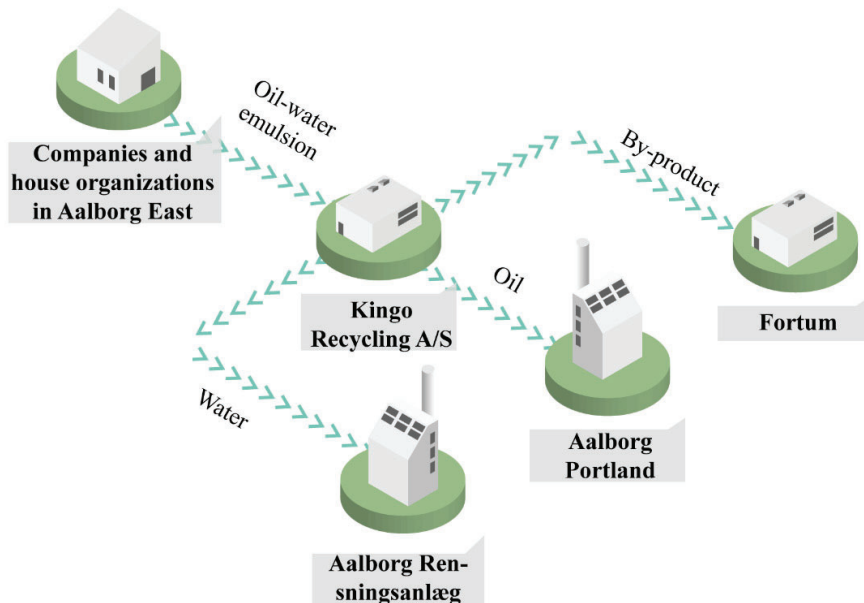 Oil-water
emulsion
By-product
Companies and
house organizations
in Aalborg East
Oil
Kingo
Recycling A/S
Fortum
Water
Aalborg
Portland
Aalborg Ren-
sningsanlæg